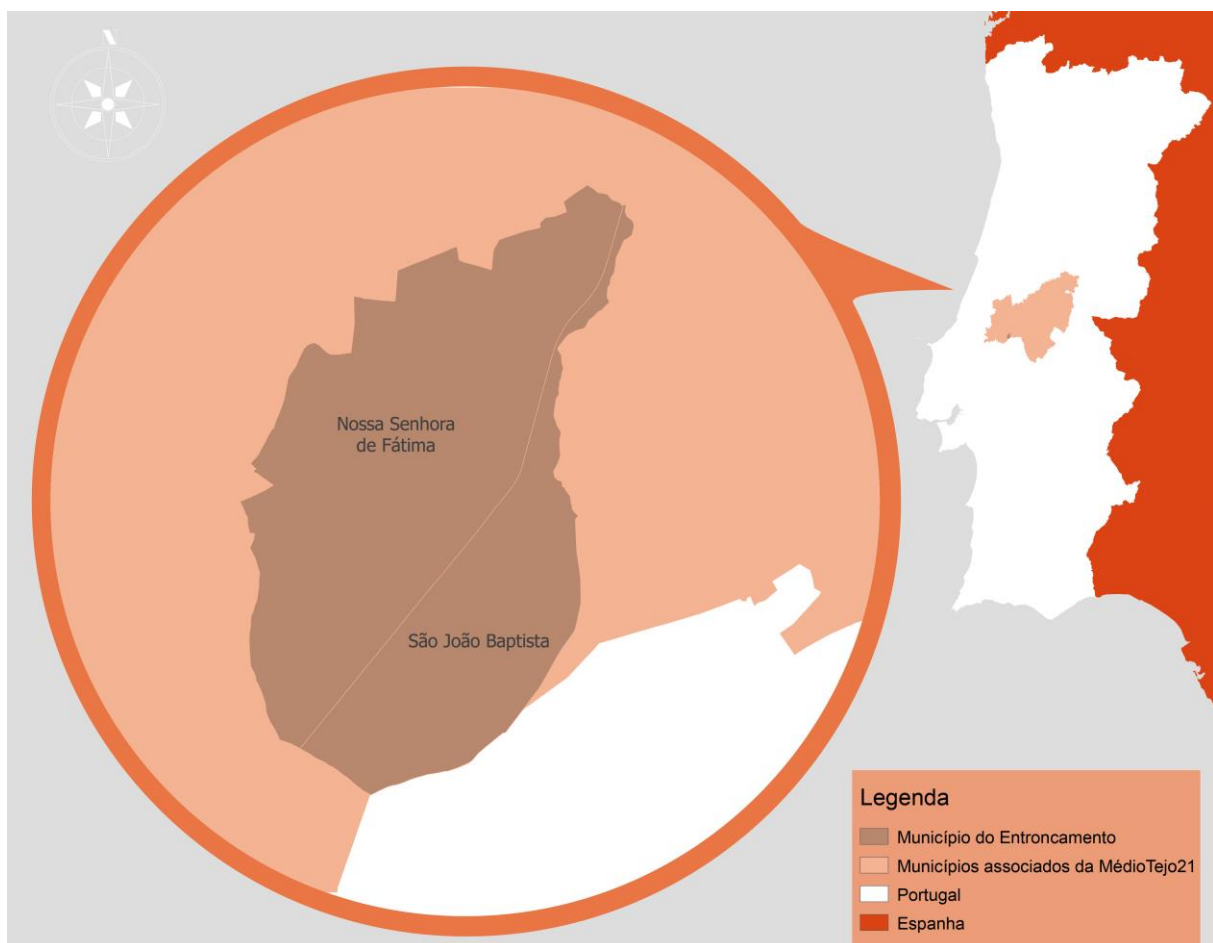 N
Nossa Senhora
de Fátima
São João Baptista
Legenda
Município do Entroncamento
Municípios associados da MédioTejo21
Portugal
Espanha